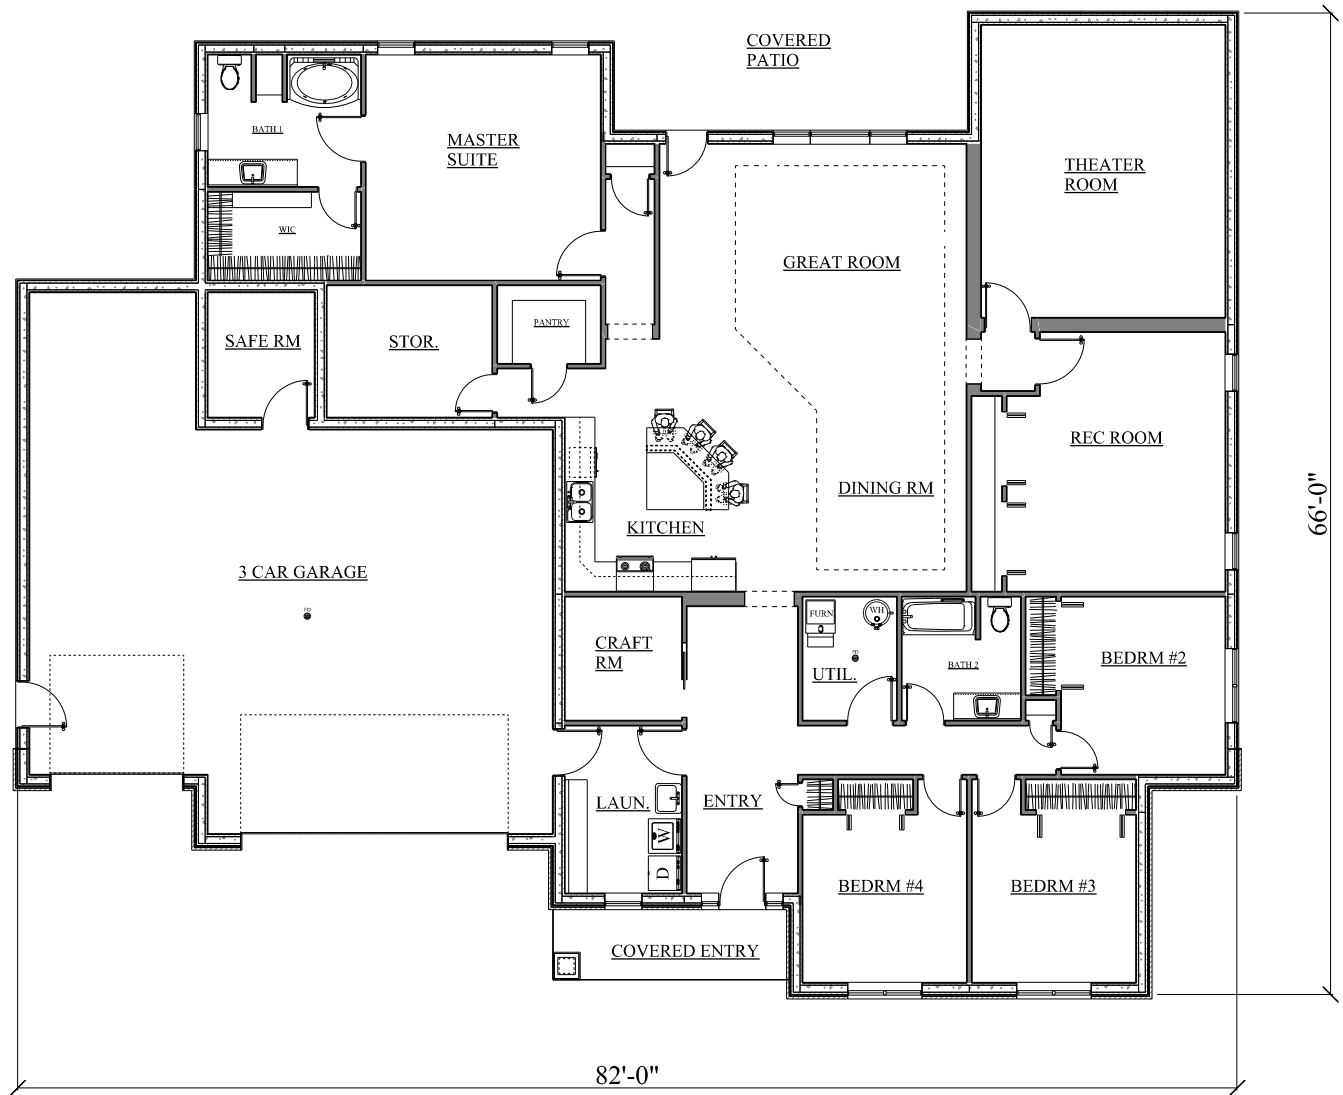 COVERED
PATIO
BATH 1
MASTER
SUITE
THEATER
ROOM
WIC
GREAT ROOM
SAFE RM
STOR.
PANTRY
REC ROOM
DINING RM
KITCHEN
66'-0"
3 CAR GARAGE
FD
CRAFT
RM
FURN
WH
FD
UTIL.
BATH 2
BEDRM #2
LAUN.
W
D
ENTRY
BEDRM #4
BEDRM #3
COVERED ENTRY
82'-0"